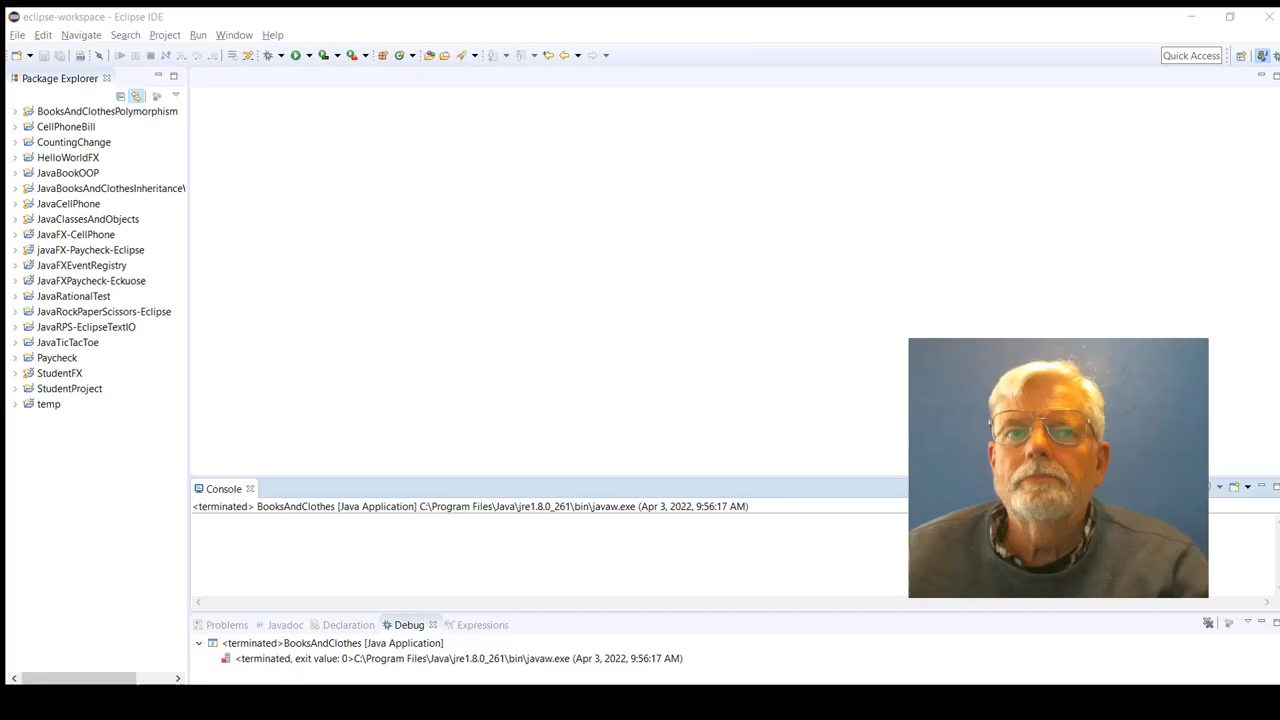 eclipse-workspace - Eclipse IDE
File Edit Navigate Search Project Run Window Help
Quick Access
Package Explorer
BooksAndClothesPolymorphism
CellPhoneBill
CountingChange
HelloWorldFX
JavaBookOOP
JavaBooksAndClothesInheritance\
JavaCellPhone
JavaClassesAndObjects
JavaFX-CellPhone
javaFX-Paycheck-Eclipse
JavaFXEventRegistry
JavaFXPaycheck-Eckuose
JavaRationalTest
JavaRockPaperScissors-Eclipse
JavaRPS-EclipseTextIO
JavaTicTacToe
Paycheck
StudentFX
StudentProject
temp
Console
<terminated> BooksAndClothes [Java Application] C:\Program Files\Java\jre1.8.0_261\bin\javaw.exe (Apr 3, 2022, 9:56:17 AM)
Problems Javadoc Declaration Debug Expressions
<terminated>BooksAndClothes [Java Application]
<terminated, exit value: 0>C:\Program Files\Java\jre1.8.0_261\bin\javaw.exe (Apr 3, 2022, 9:56:17 AM)